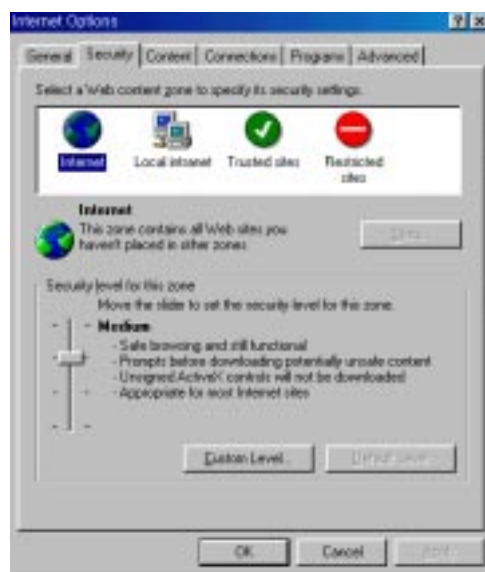 Internet Options
General Security Content Connections Programs Advanced
Select a Web content zone to specify its security settings.
Internet
Local intranet
Trusted sites
Restricted
sites
Internet
This zone contains all Web sites you
haven't placed in other zones
Sites...
Security level for this zone
Move the slider to set the security level for this zone.
Medium
- Safe browsing and still functional
- Prompts before downloading potentially unsafe content
- Unsigned ActiveX controls will not be downloaded
- Appropriate for most Internet sites
Custom Level...
Default Level
OK Cancel Apply